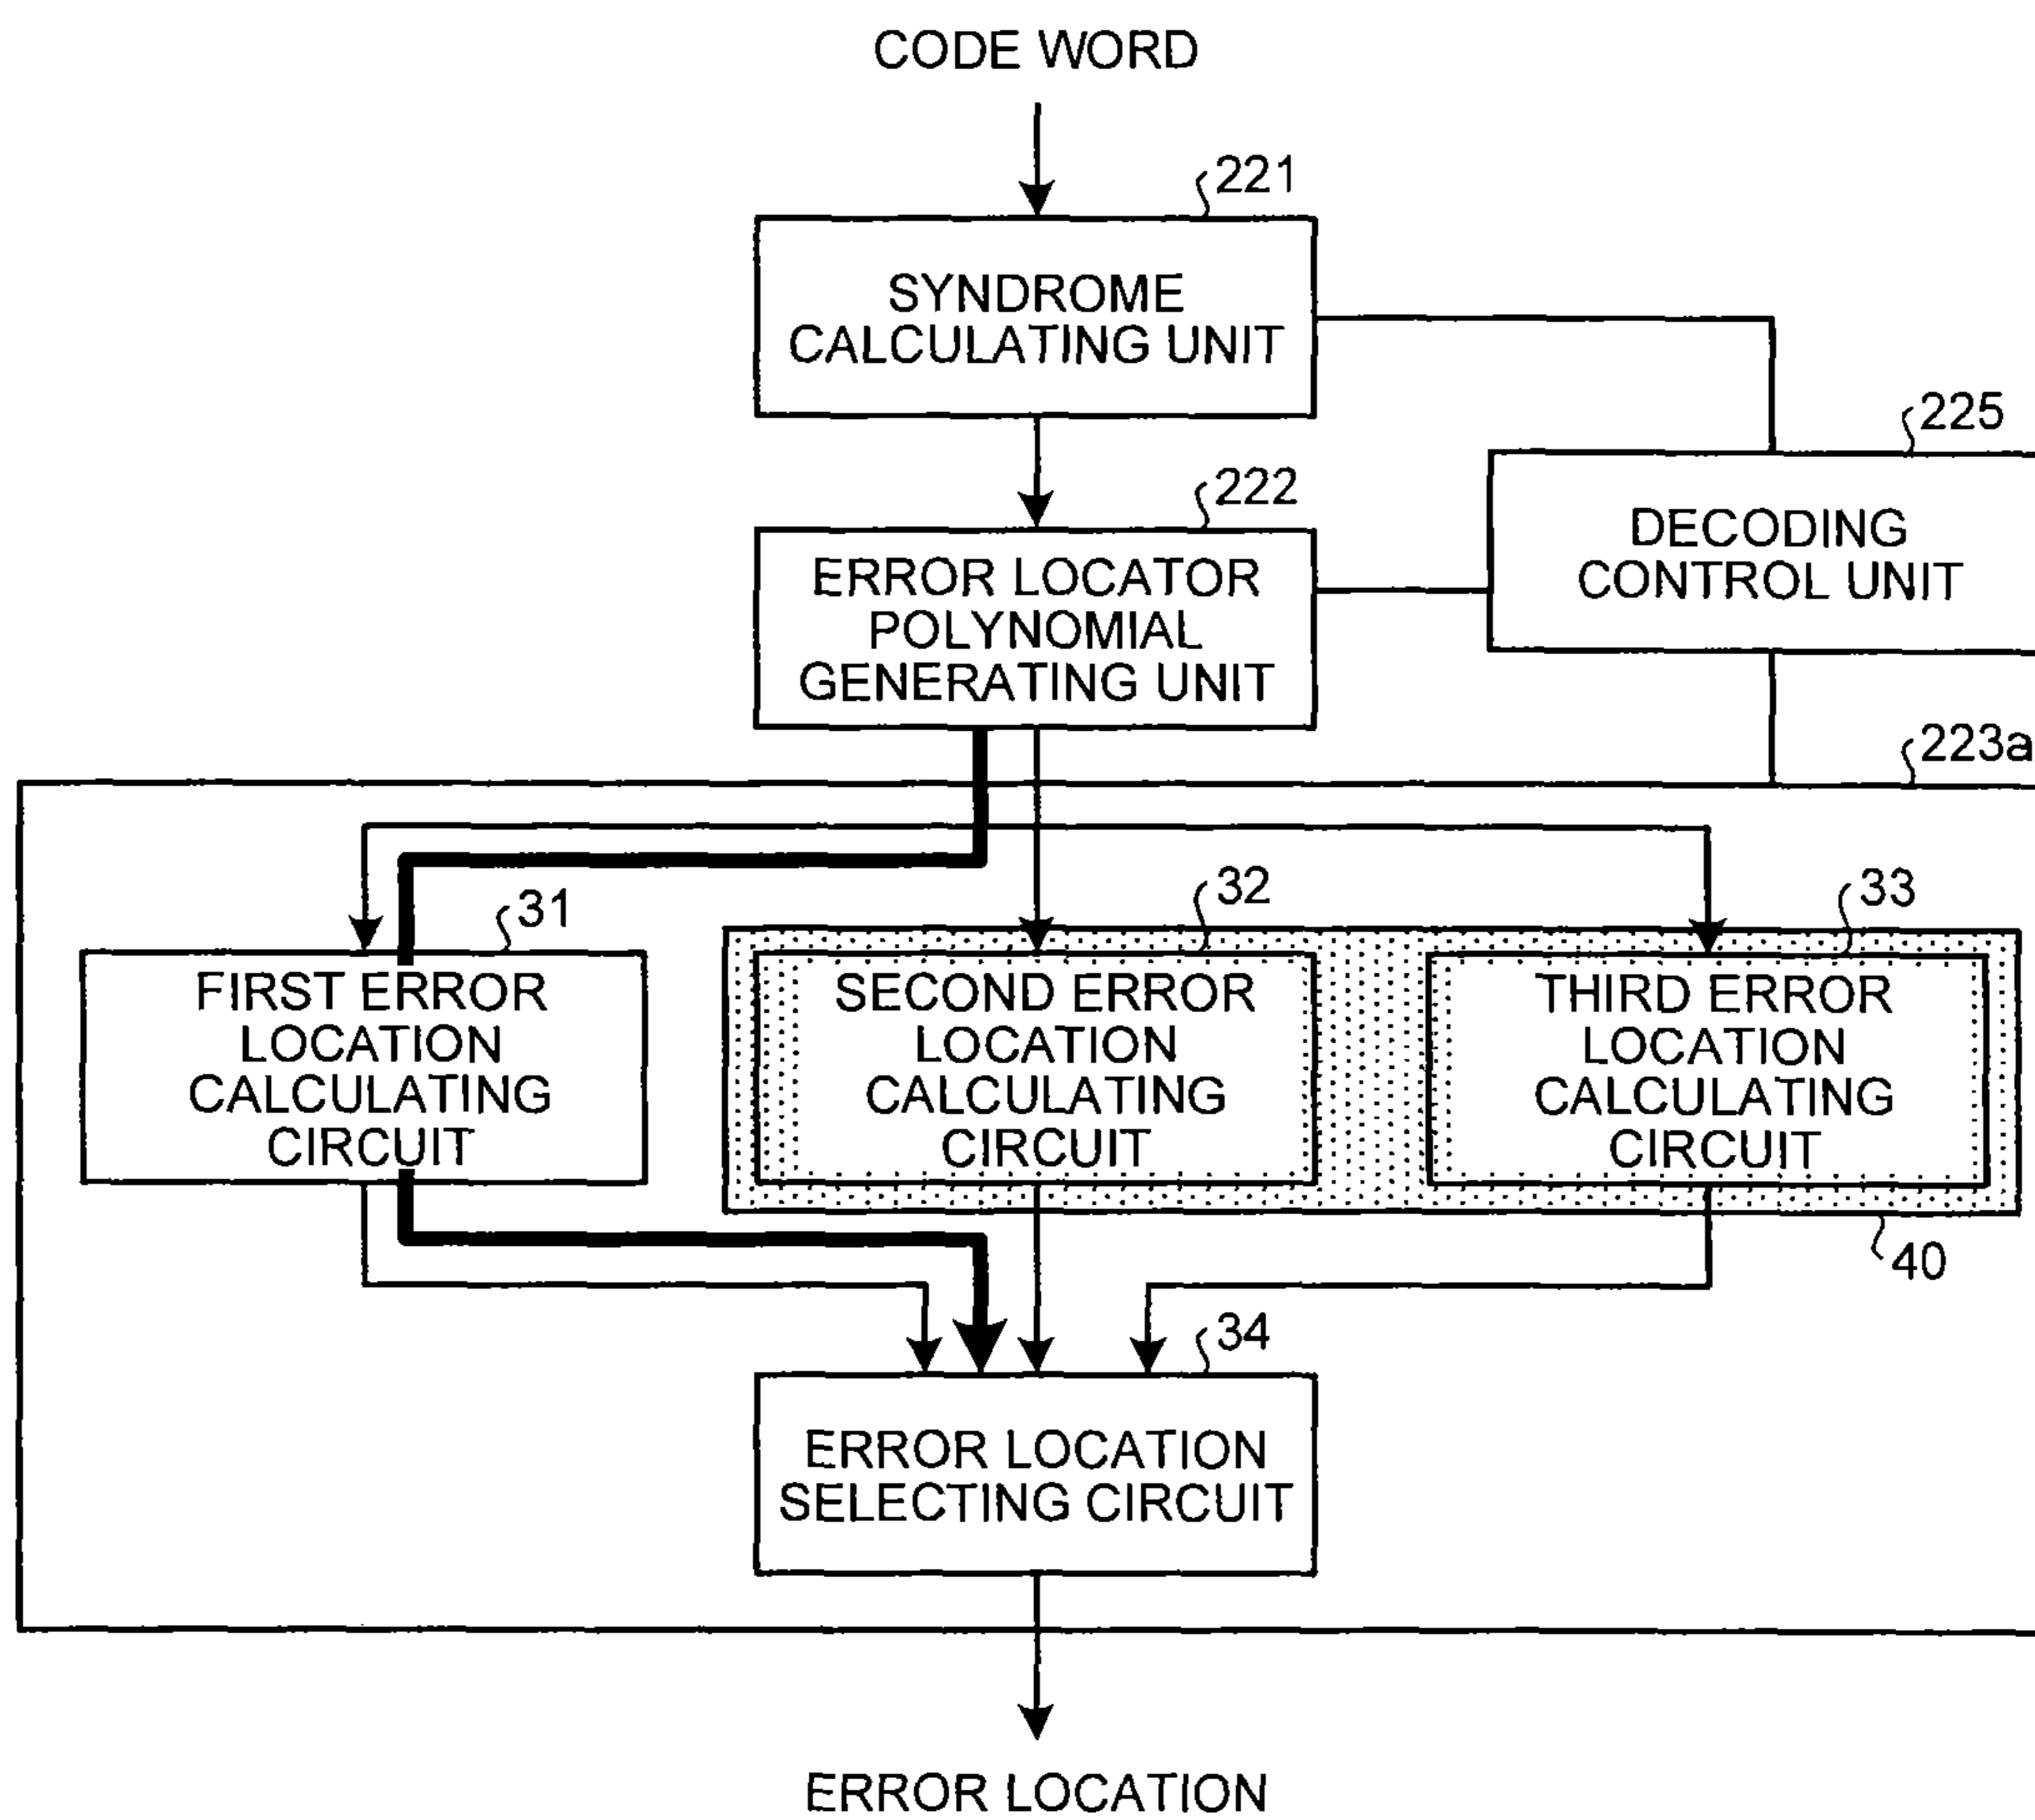 CODE WORD
221
SYNDROME
CALCULATING UNIT
225
DECODING
CONTROL UNIT
222
ERROR LOCATOR
POLYNOMIAL
GENERATING UNIT
223a
31
FIRST ERROR
LOCATION
CALCULATING
CIRCUIT
32
SECOND ERROR
LOCATION
CALCULATING
CIRCUIT
33
THIRD ERROR
LOCATION
CALCULATING
CIRCUIT
40
34
ERROR LOCATION
SELECTING CIRCUIT
ERROR LOCATION